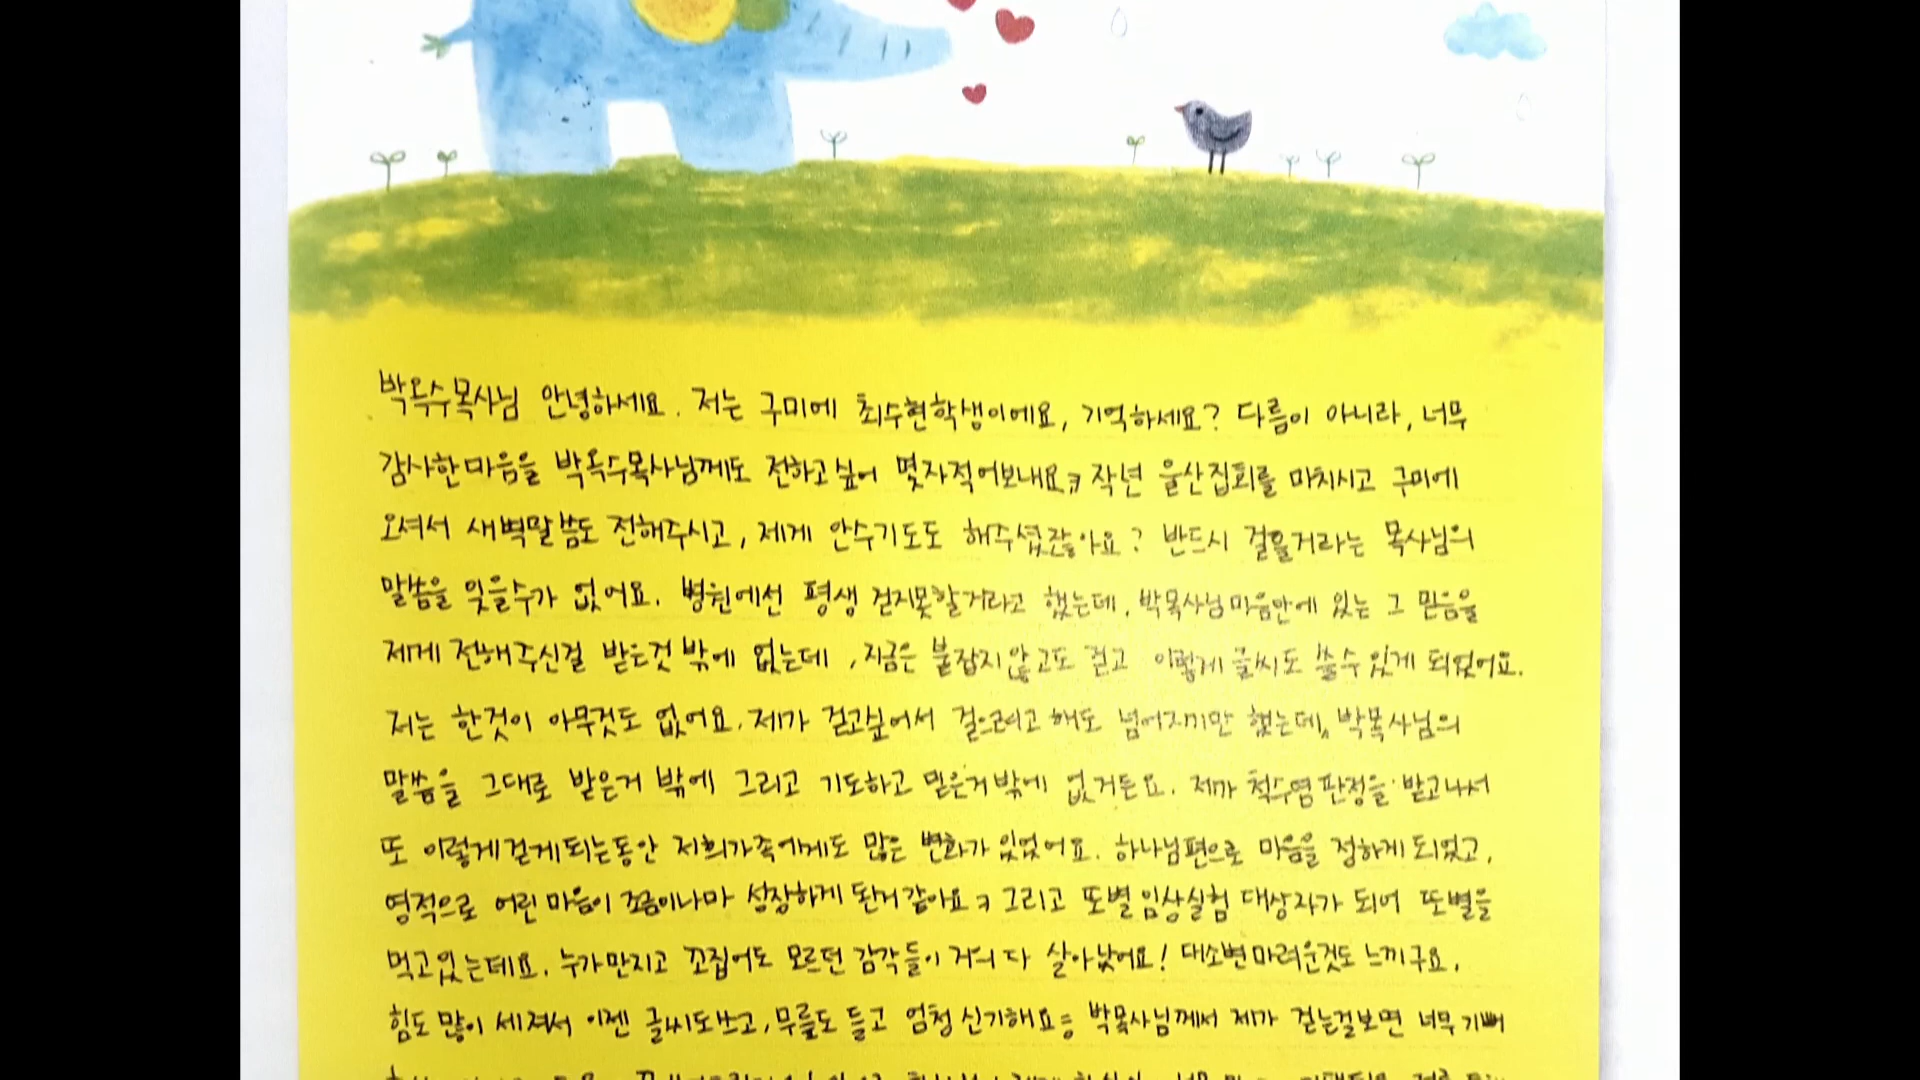 박옥수목사님 안녕하세요. 저는 구미에 최수현학생이에요, 기억하세요? 다름이 아니라, 너무
감사한마음을 박옥수목사님께도 전하고싶어 몇자적어보내요ㅋ 작년 울산집회를 마치시고 구미에
오셔서 새벽말씀도 전해주시고, 제게 안수기도도 해주셨잖아요? 반드시 걸을거라는 목사님의
말씀을 잊을수가 없어요. 병원에선 평생 걷지못할거라고 했는데, 박목사님마음안에 있는 그 믿음을
제게 전해주신걸 받은것 밖에 없는데, 지금은 붙잡지않고도 걷고 이렇게 글씨도 쓸수있게 되었어요.
저는 한것이 아무것도 없어요. 제가 걷고싶어서 걸으려고 해도 넘어지기만 했는데, 박목사님의
말씀을 그대로 받은거 밖에 그리고 기도하고 믿은거밖에 없거든요. 제가 척수염판정을 받고나서
또 이렇게걷게되는동안 저희가족에게도 많은 변화가 있었어요. 하나님편으로 마음을 정하게되었고,
영적으로 어린마음이 조금이나마 성장하게 된거같아요ㅋ 그리고 또별 임상실험 대상자가 되어 또별을
먹고있는데요. 누가만지고 꼬집어도 모르던 감각들이 거의 다 살아났어요! 대소변마려운것도 느끼구요,
힘도 많이 세져서 이젠 글씨도쓰고, 무릎도 들고 엄청신기해요 박목사님께서 제가 걷는걸보면 너무기뻐